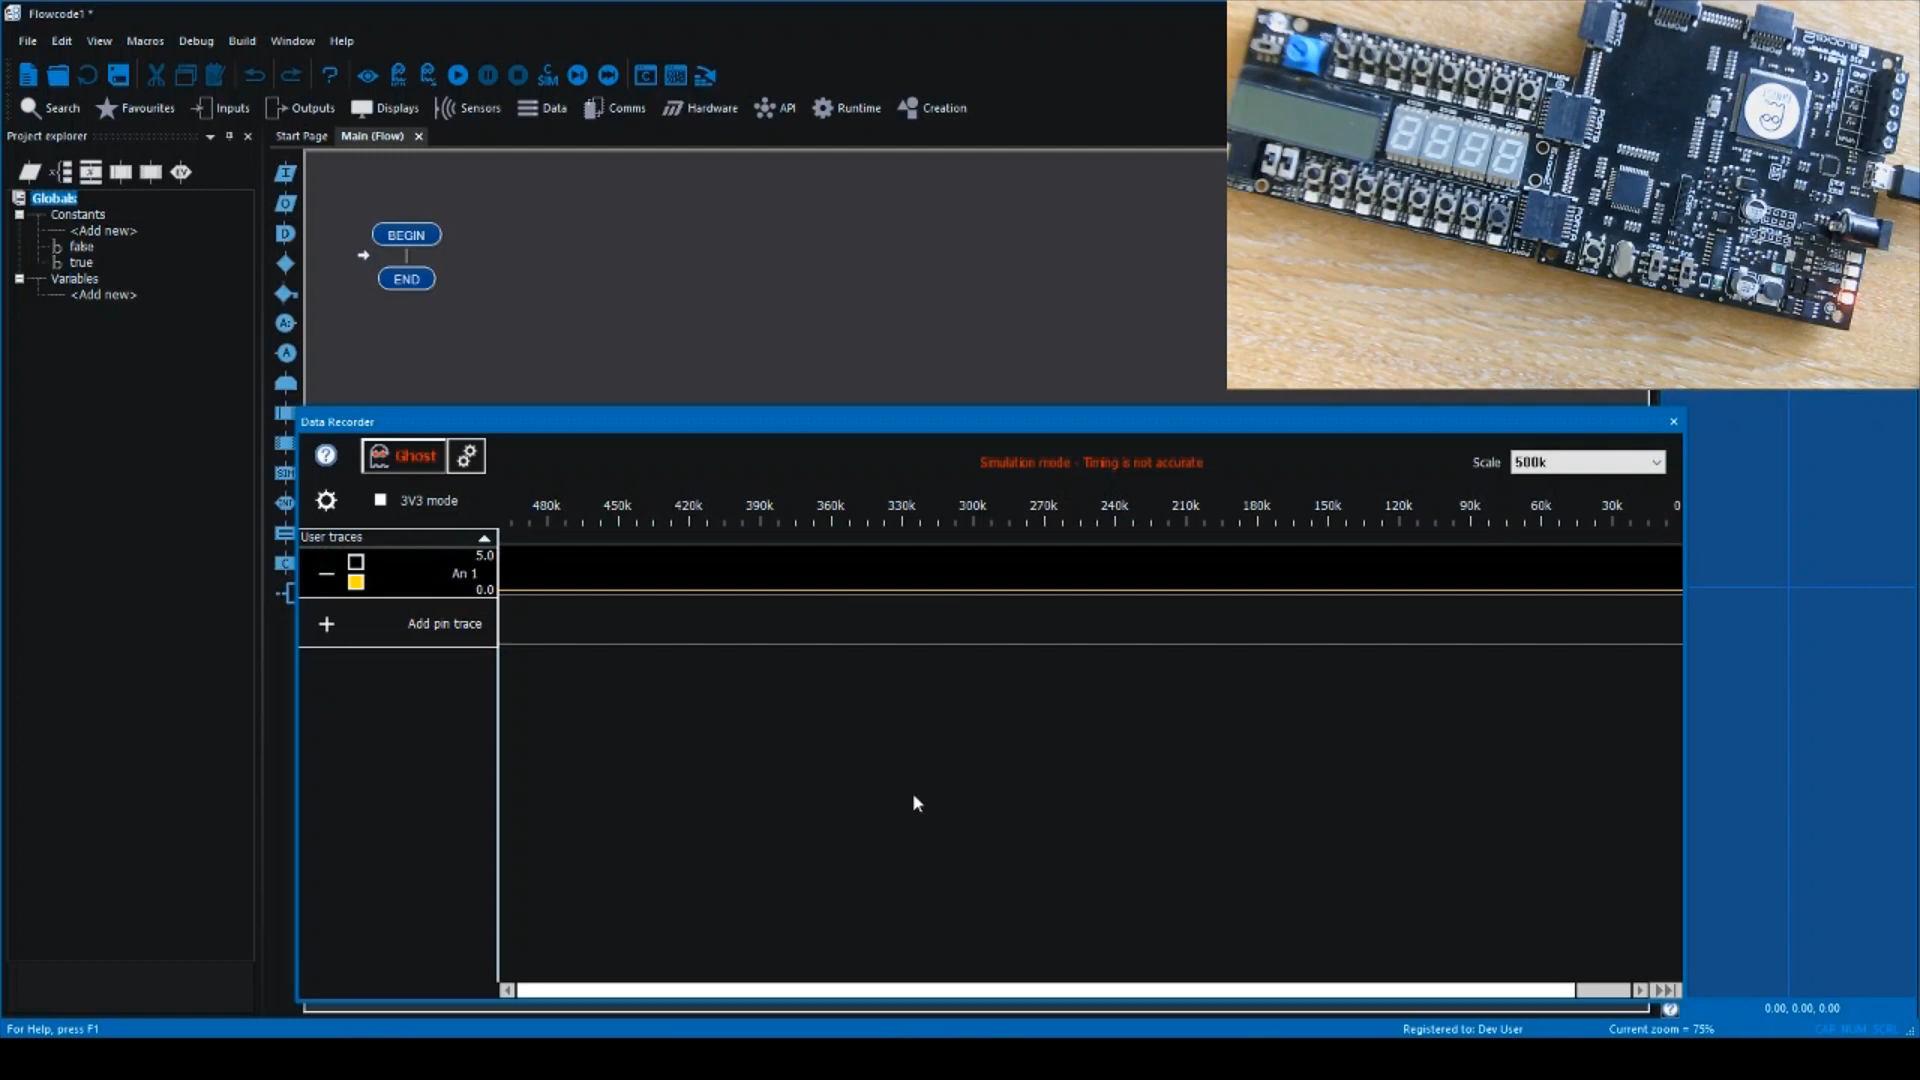 Flowcode1 *
File Edit View Macros Debug Build Window Help
C SIM
Search Favourites Inputs Outputs Displays Sensors Data Comms Hardware API Runtime Creation
Project explorer
Start Page Main (Flow)
Globals
Constants
<Add new>
false
true
Variables
<Add new>
BEGIN
END
Data Recorder
Ghost
Simulation mode - Timing is not accurate
Scale 500k
3V3 mode
480k 450k 420k 390k 360k 330k 300k 270k 240k 210k 180k 150k 120k 90k 60k 30k 0
User traces
5.0
An 1
0.0
Add pin trace
0.00, 0.00, 0.00
For Help, press F1
Registered to: Dev User
Current zoom = 75%
CAP NUM SCRL